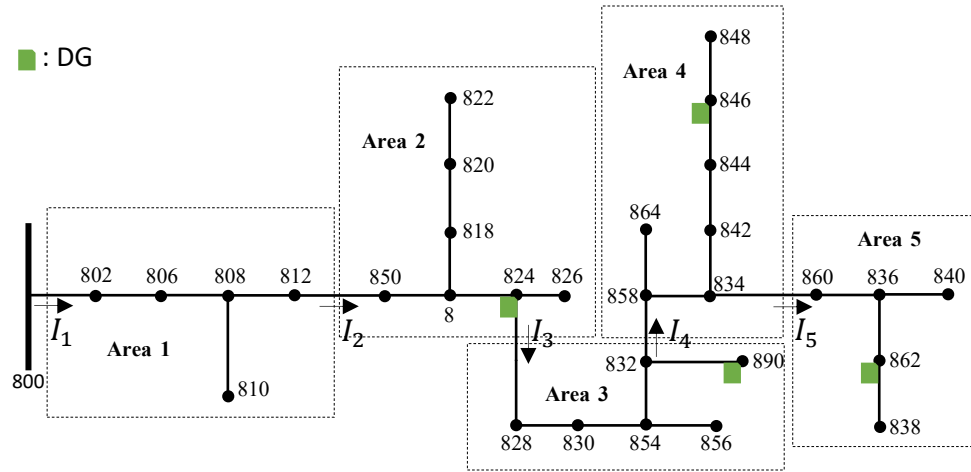 : DG
Area 1
800
802
806
808
812
810
I₁
I₂
Area 2
822
820
818
850
8
824
826
I₃
Area 3
828
830
854
856
832
890
I₄
Area 4
848
846
844
842
864
858
834
I₅
Area 5
860
836
840
862
838